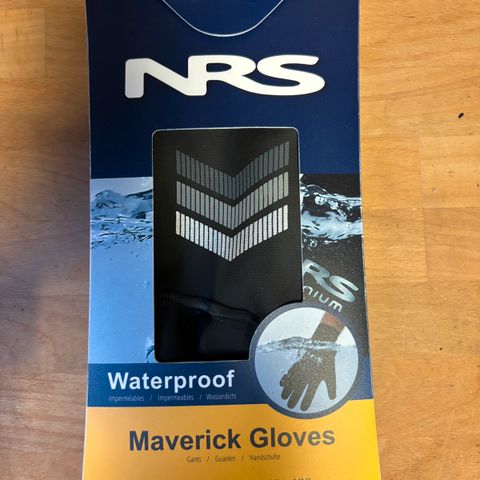 NRS
Waterproof
Imperméables / Impermeables / Wasserdicht
Maverick Gloves
Gants / Guantes / Handschuhe